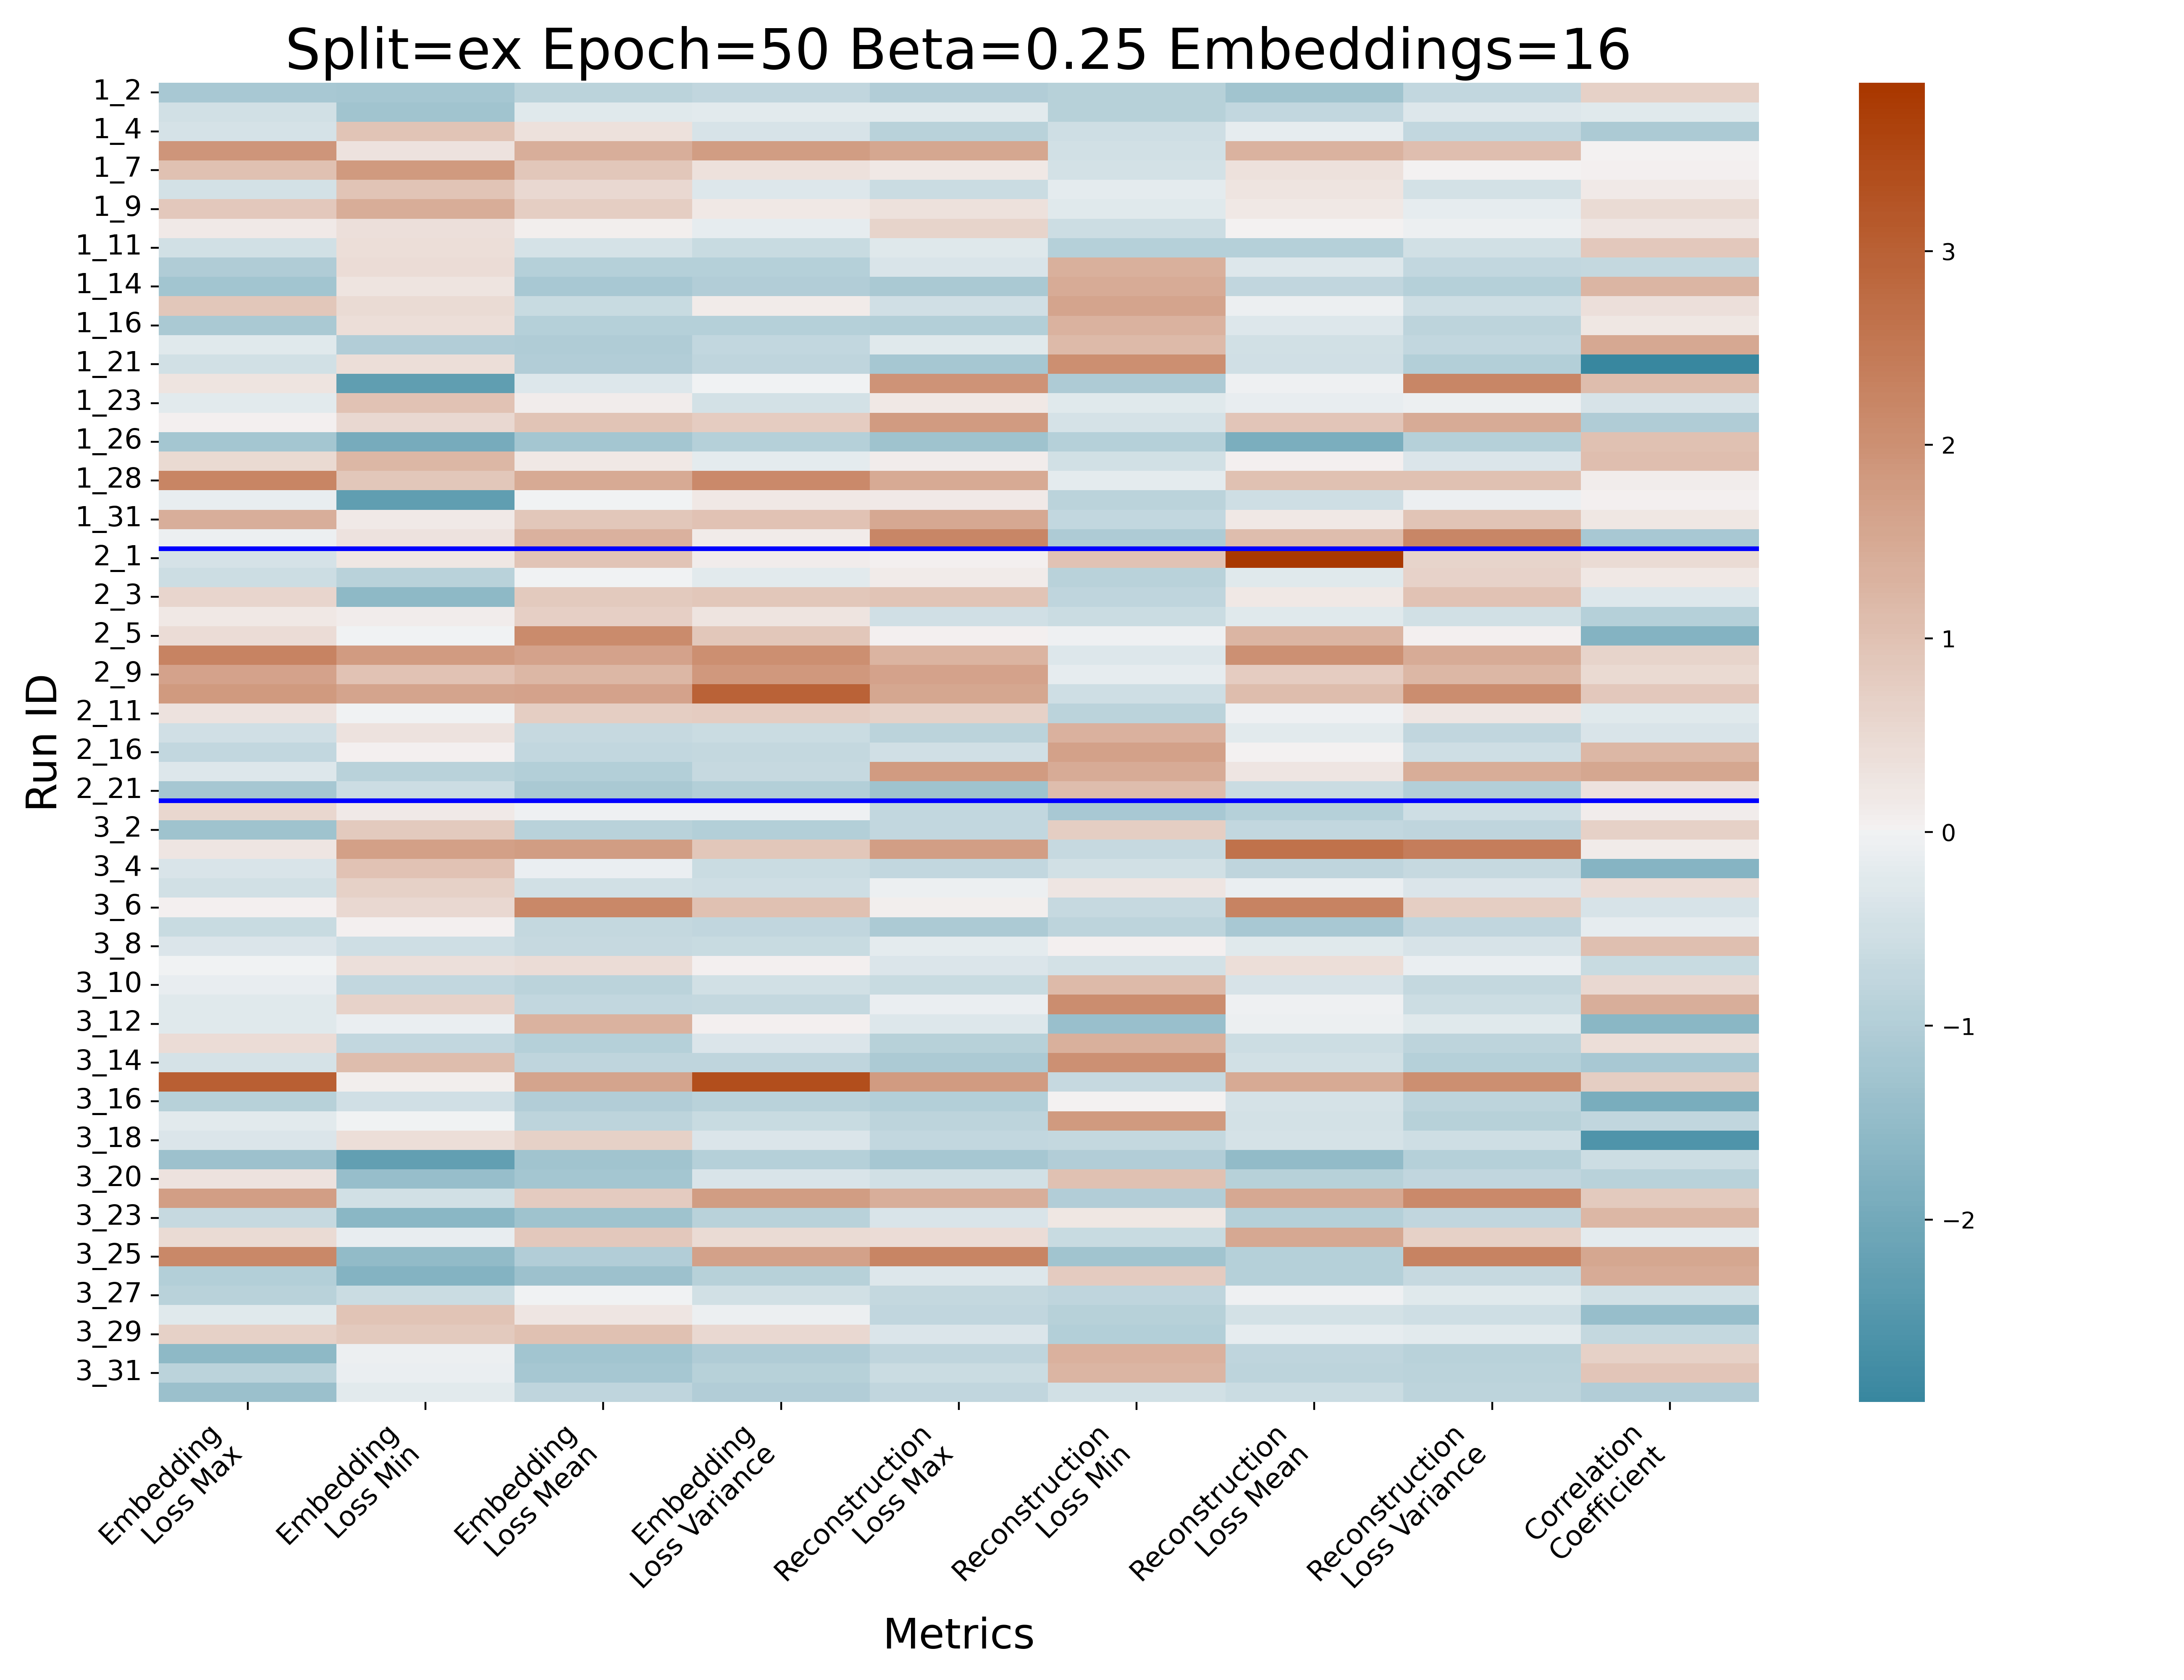 Split=ex Epoch=50 Beta=0.25 Embeddings=16
Run ID
1_2
1_4
1_7
1_9
1_11
1_14
1_16
1_21
1_23
1_26
1_28
1_31
2_1
2_3
2_5
2_9
2_11
2_16
2_21
3_2
3_4
3_6
3_8
3_10
3_12
3_14
3_16
3_18
3_20
3_23
3_25
3_27
3_29
3_31
Embedding
Loss Max
Embedding
Loss Min
Embedding
Loss Mean
Embedding
Loss Variance
Reconstruction
Loss Max
Reconstruction
Loss Min
Reconstruction
Loss Mean
Reconstruction
Loss Variance
Correlation
Coefficient
Metrics
3
2
1
0
−1
−2